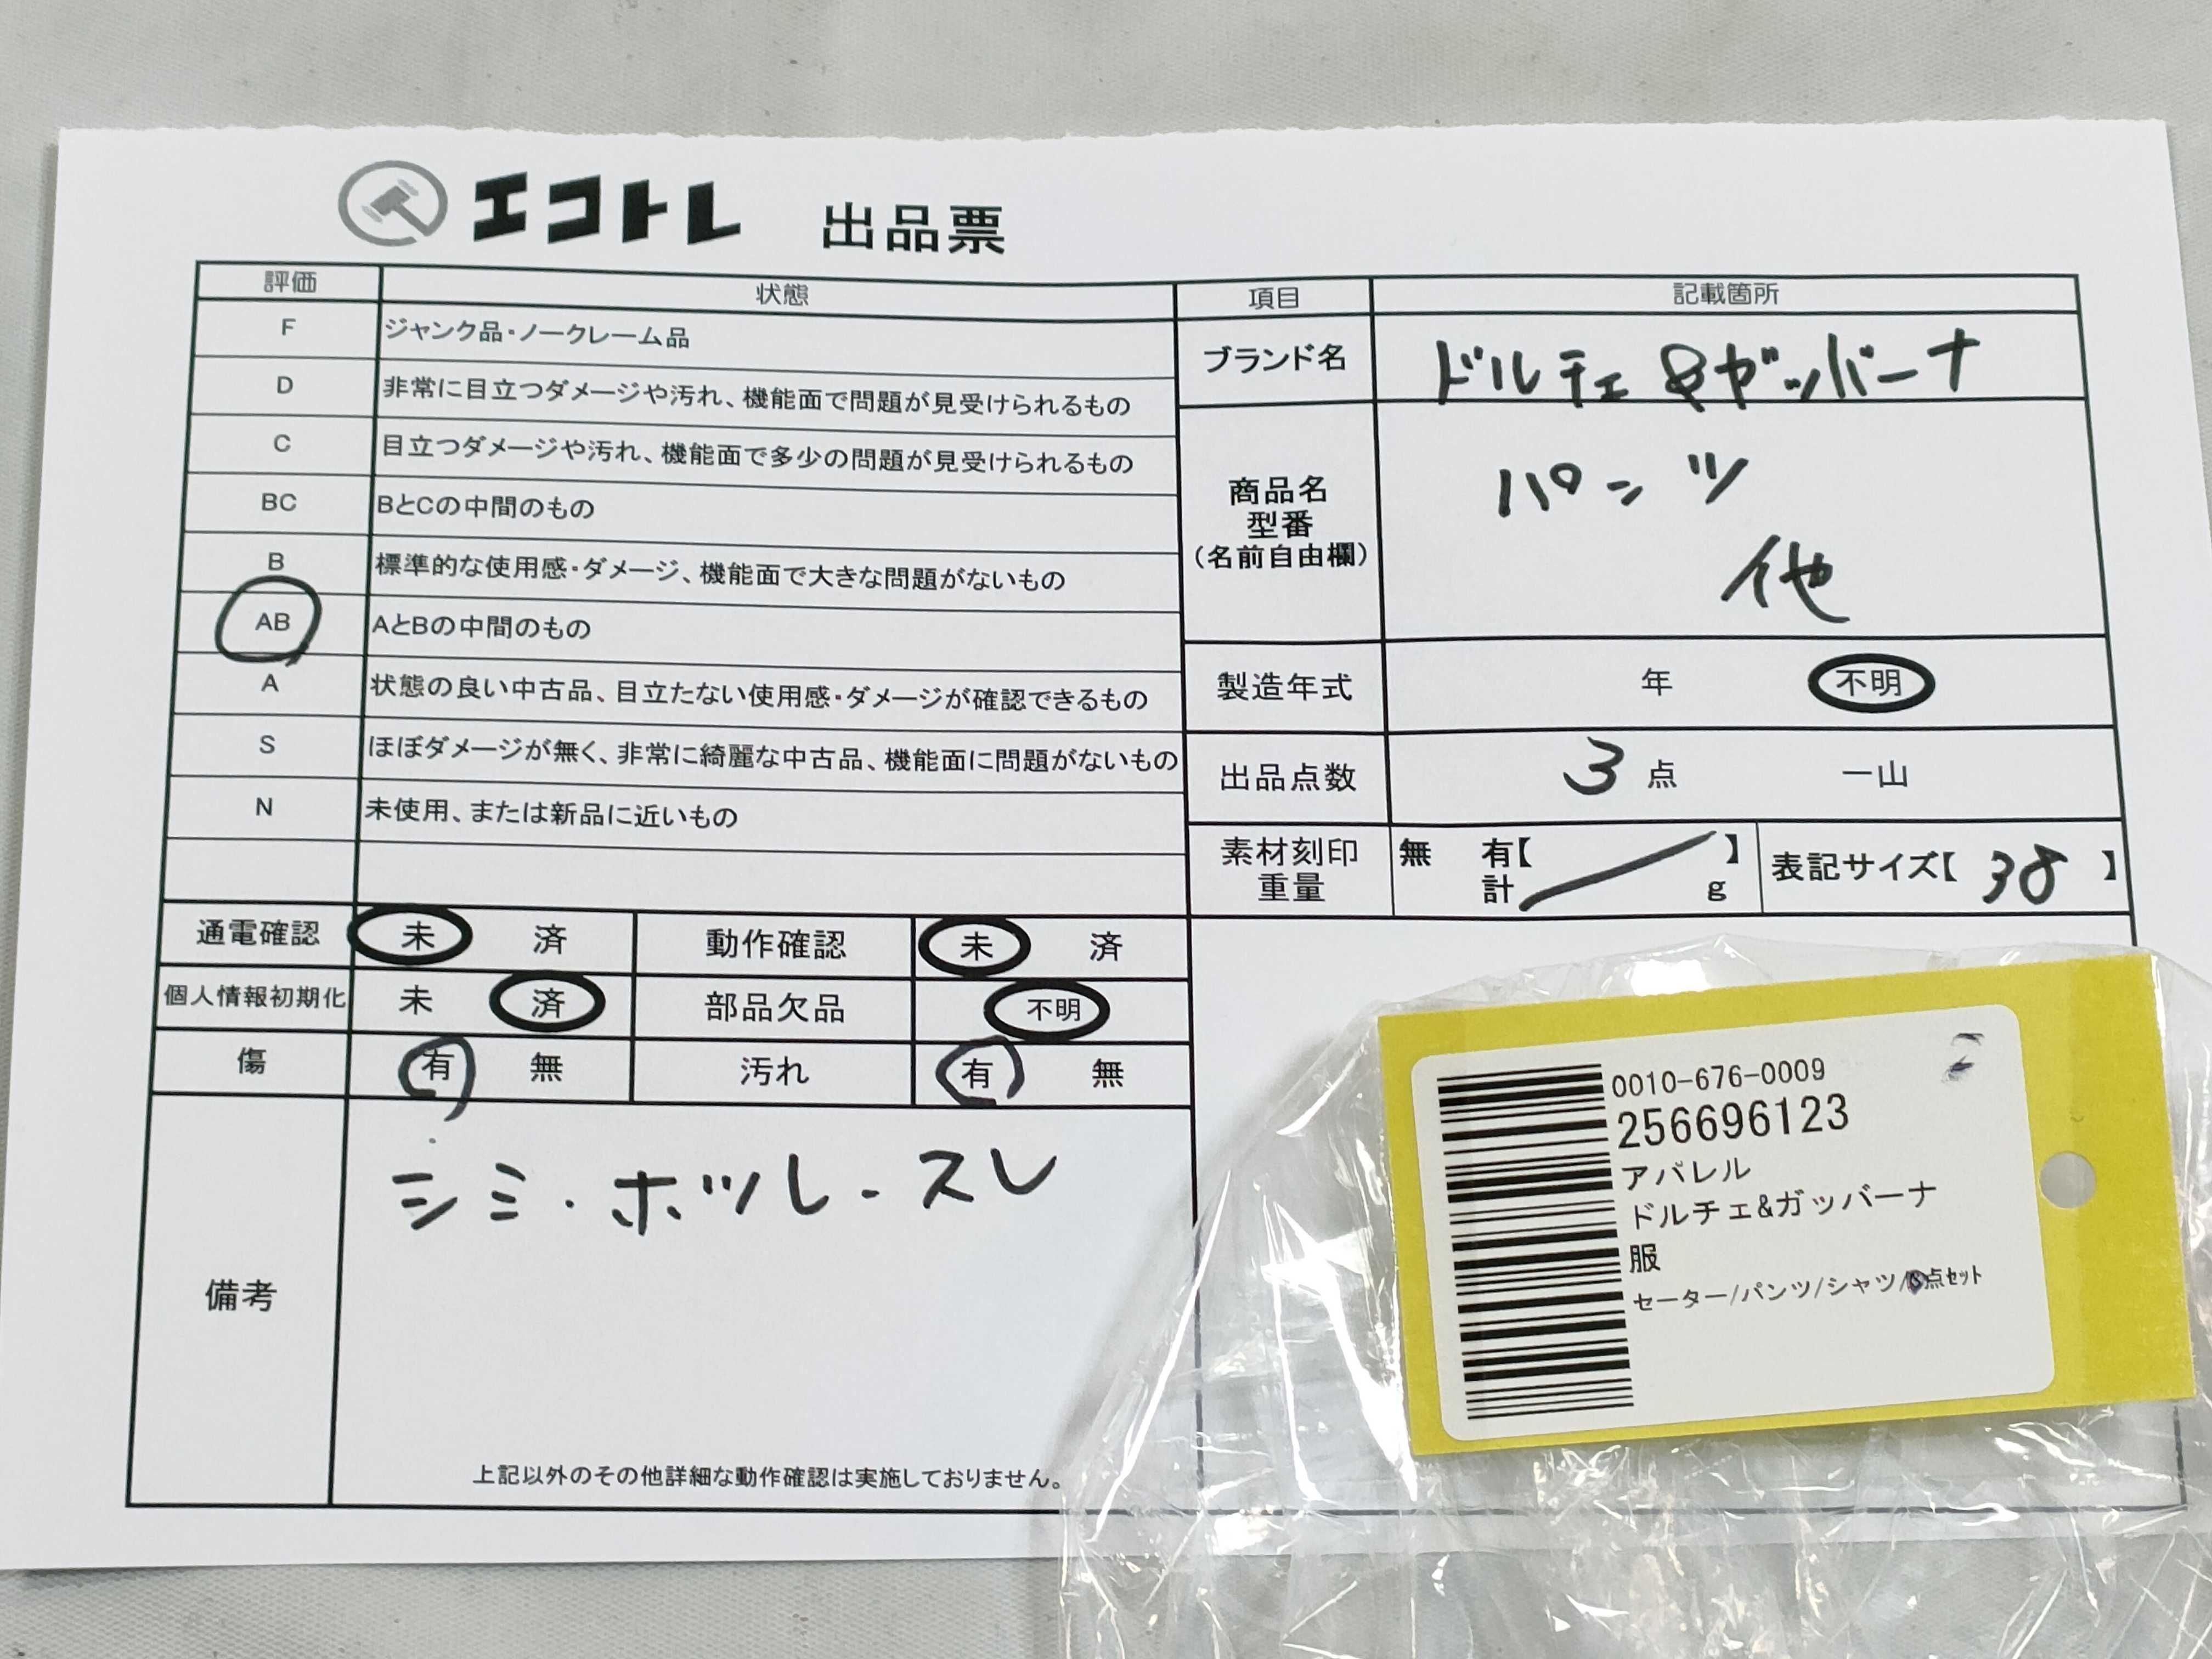 エコトレ 出品票
評価 状態 項目 記載箇所
F ジャンク品・ノークレーム品
D 非常に目立つダメージや汚れ、機能面で問題が見受けられるもの
C 目立つダメージや汚れ、機能面で多少の問題が見受けられるもの
BC BとCの中間のもの
B 標準的な使用感・ダメージ、機能面で大きな問題がないもの
AB AとBの中間のもの
A 状態の良い中古品、目立たない使用感・ダメージが確認できるもの
S ほぼダメージが無く、非常に綺麗な中古品、機能面に問題がないもの
N 未使用、または新品に近いもの
ブランド名 ドルチェ&ガッバーナ
商品名
型番
(名前自由欄)
パンツ
他
製造年式 年 不明
出品点数 3 点 一山
素材刻印 無 有【 】
重量 計 g
表記サイズ【 38 】
通電確認 未 済 動作確認 未 済
個人情報初期化 未 済 部品欠品 不明
傷 有 無 汚れ 有 無
備考
シミ・ホツレ・スレ
上記以外のその他詳細な動作確認は実施しておりません。
0010-676-0009
256696123
アパレル
ドルチェ&ガッバーナ
服
セーター/パンツ/シャツ/点セット